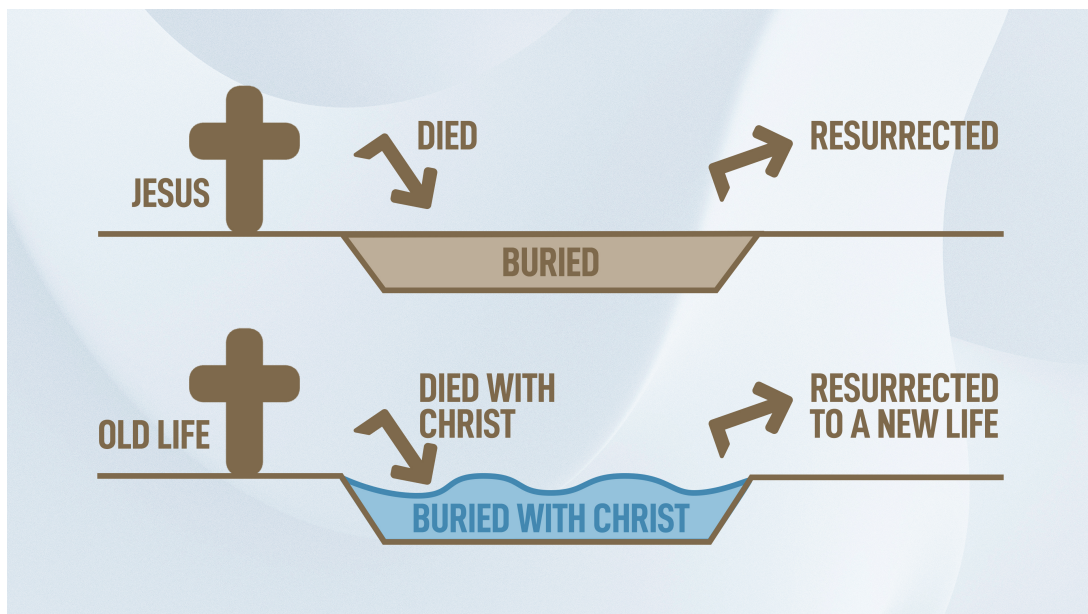 JESUS
DIED
RESURRECTED
BURIED
OLD LIFE
DIED WITH
CHRIST
RESURRECTED
TO A NEW LIFE
BURIED WITH CHRIST